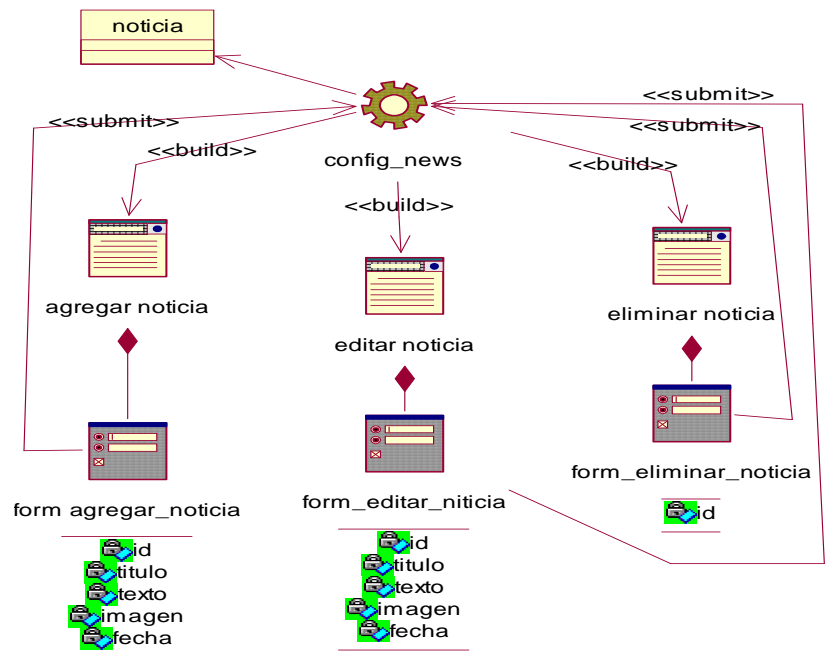 noticia
<<submit>>
<<submit>>
<<submit>>
<<build>>
config_news
<<build>>
<<build>>
agregar noticia
editar noticia
eliminar noticia
form agregar_noticia
form_editar_niticia
form_eliminar_noticia
id
titulo
texto
imagen
fecha
id
titulo
texto
imagen
fecha
id